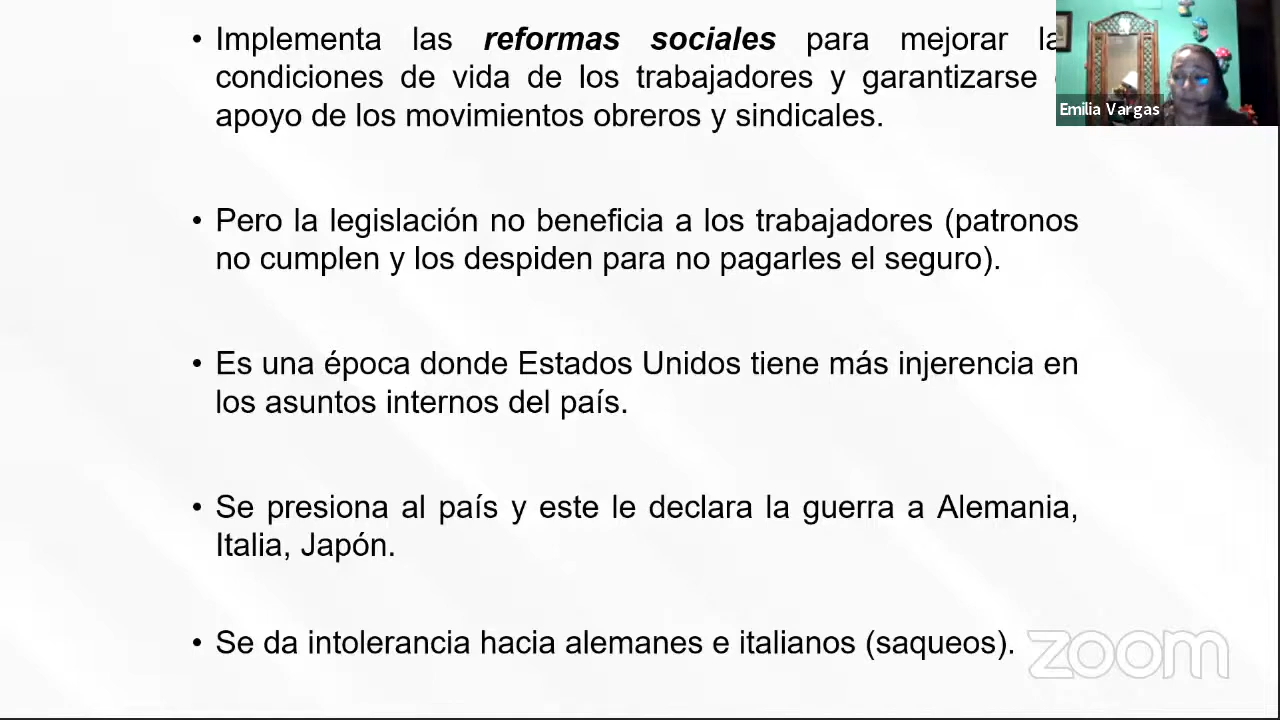 • Implementa las reformas sociales para mejorar la
condiciones de vida de los trabajadores y garantizarse
apoyo de los movimientos obreros y sindicales.
Emilia Vargas
• Pero la legislación no beneficia a los trabajadores (patronos
no cumplen y los despiden para no pagarles el seguro).
• Es una época donde Estados Unidos tiene más injerencia en
los asuntos internos del país.
• Se presiona al país y este le declara la guerra a Alemania,
Italia, Japón.
• Se da intolerancia hacia alemanes e italianos (saqueos).
zoom